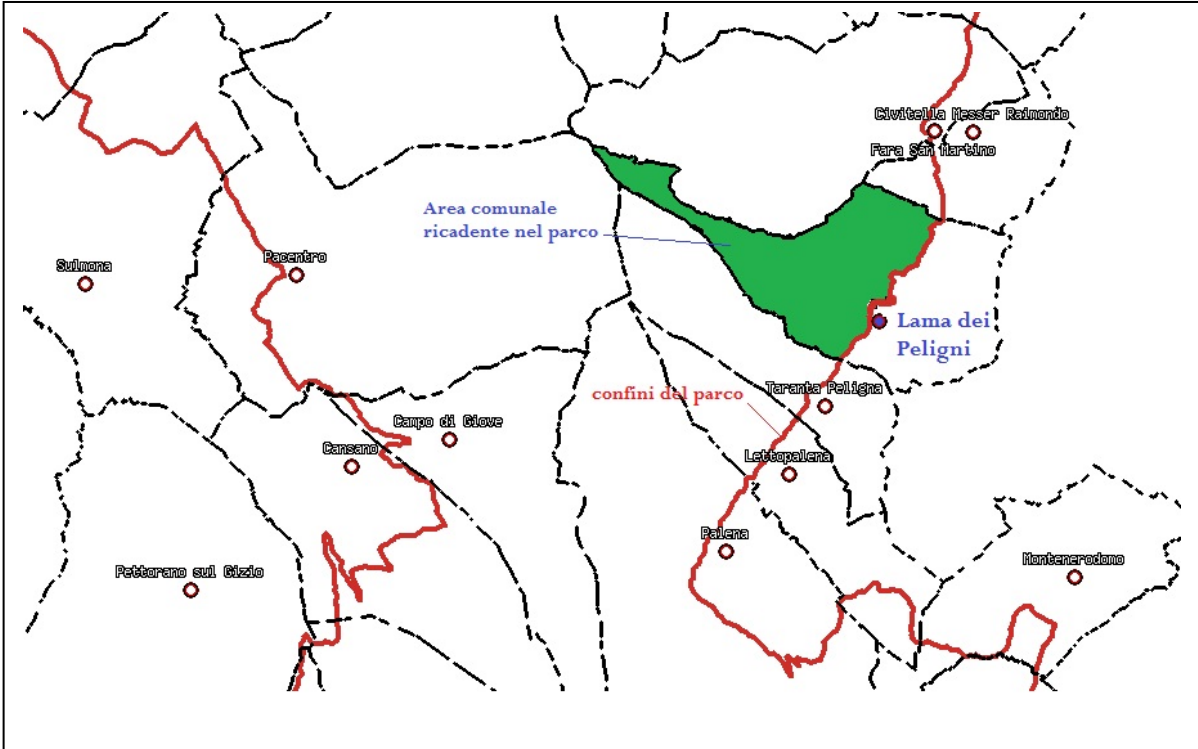 Civitella Messer Raimondo
Fara San Martino
Area comunale
ricadente nel parco
Pacentro
Sulmona
Lama dei
Peligni
Taranta Peligna
confini del parco
Campo di Giove
Cansano
Lettopalena
Palena
Montenerodomo
Pettorano sul Gizio